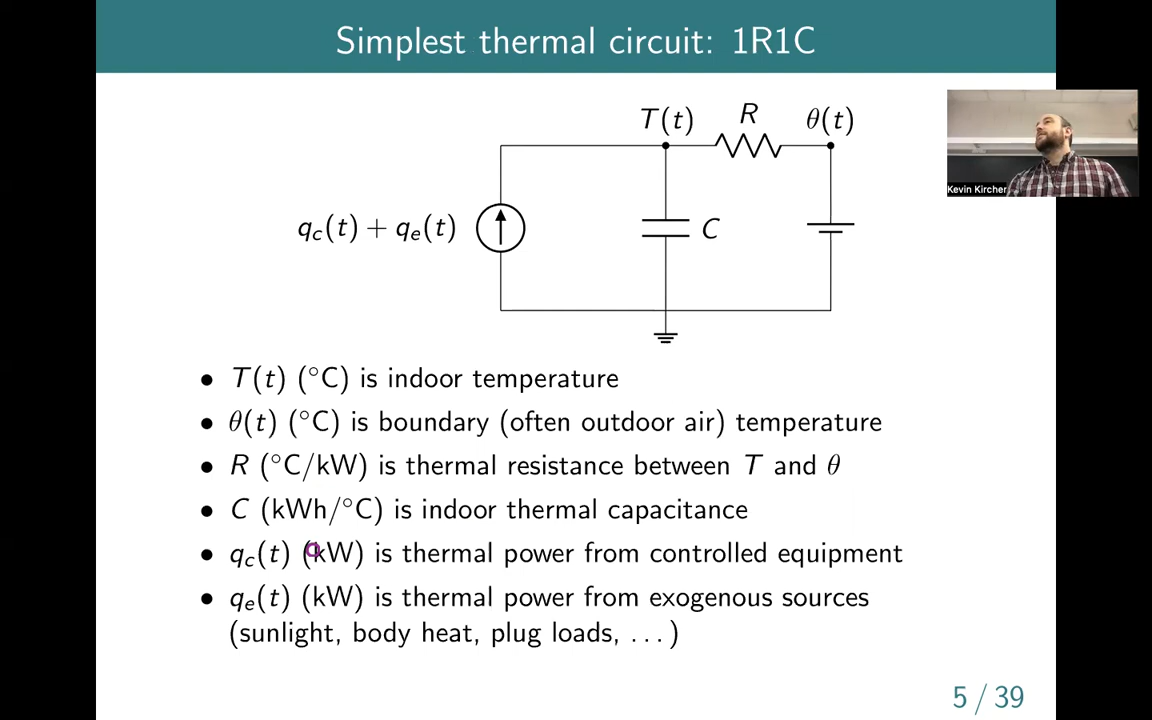 Simplest thermal circuit: 1R1C
T(t) R θ(t)
q_c(t) + q_e(t)
C
Kevin Kircher
• T(t) (°C) is indoor temperature
• θ(t) (°C) is boundary (often outdoor air) temperature
• R (°C/kW) is thermal resistance between T and θ
• C (kWh/°C) is indoor thermal capacitance
• q_c(t) (kW) is thermal power from controlled equipment
• q_e(t) (kW) is thermal power from exogenous sources
(sunlight, body heat, plug loads, . . . )
5 / 39